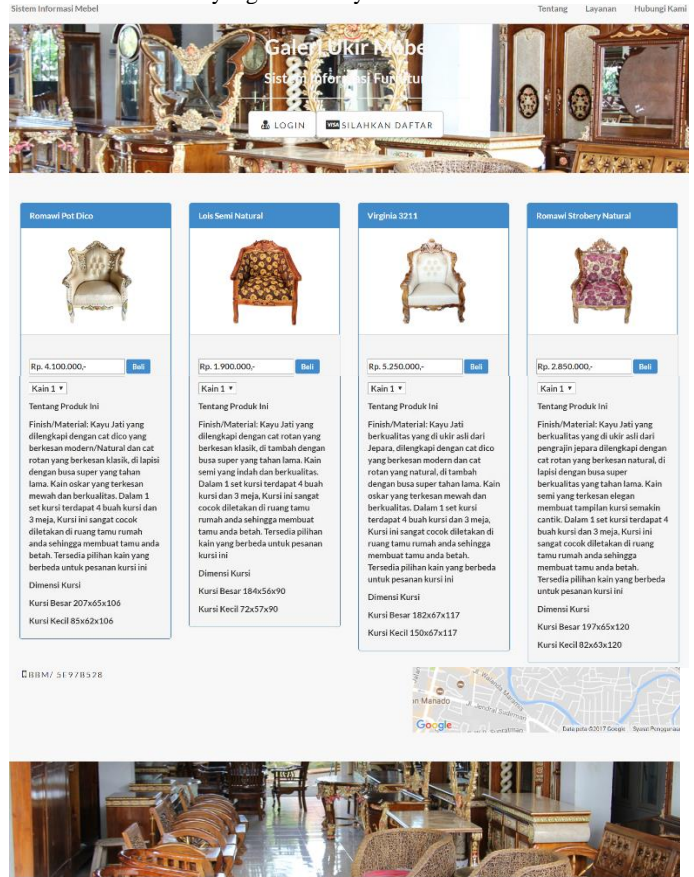 Sistem Informasi Mebel
Tentang Layanan Hubungi Kami
Galeri Ukir Mebe
Sistem Informasi Furnitur
LOGIN
VISA SILAHKAN DAFTAR
Romawi Pot Dico
Rp. 4.100.000,- Beli
Kain 1
Tentang Produk Ini
Finish/Material: Kayu Jati yang
dilengkapi dengan cat dico yang
berkesan modern/Natural dan cat
rotan yang berkesan klasik, di lapisi
dengan busa super yang tahan
lama. Kain oskar yang terkesan
mewah dan berkualitas. Dalam 1
set kursi terdapat 4 buah kursi dan
3 meja, Kursi ini sangat cocok
diletakan di ruang tamu rumah
anda sehingga membuat tamu anda
betah. Tersedia pilihan kain yang
berbeda untuk pesanan kursi ini
Dimensi Kursi
Kursi Besar 207x65x106
Kursi Kecil 85x62x106
Lois Semi Natural
Rp. 1.900.000,- Beli
Kain 1
Tentang Produk Ini
Finish/Material: Kayu Jati yang
dilengkapi dengan cat rotan yang
berkesan klasik, di tambah dengan
busa super yang tahan lama. Kain
semi yang indah dan berkualitas.
Dalam 1 set kursi terdapat 4 buah
kursi dan 3 meja, Kursi ini sangat
cocok diletakan di ruang tamu
rumah anda sehingga membuat
tamu anda betah. Tersedia pilihan
kain yang berbeda untuk pesanan
kursi ini
Dimensi Kursi
Kursi Besar 184x56x90
Kursi Kecil 72x57x90
Virginia 3211
Rp. 5.250.000,- Beli
Kain 1
Tentang Produk Ini
Finish/Material: Kayu Jati
berkualitas yang di ukir asli dari
Jepara, dilengkapi dengan cat dico
yang berkesan modern dan cat
rotan yang natural, di tambah
dengan busa super tahan lama. Kain
oskar yang terkesan mewah dan
berkualitas. Dalam 1 set kursi
terdapat 4 buah kursi dan 3 meja,
Kursi ini sangat cocok diletakan di
ruang tamu rumah anda sehingga
membuat tamu anda betah.
Tersedia pilihan kain yang berbeda
untuk pesanan kursi ini
Dimensi Kursi
Kursi Besar 182x67x117
Kursi Kecil 150x67x117
Romawi Strobery Natural
Rp. 2.850.000,- Beli
Kain 1
Tentang Produk Ini
Finish/Material: Kayu Jati
berkualitas yang di ukir asli dari
pengrajin jepara dilengkapi dengan
cat rotan yang berkesan natural, di
lapisi dengan busa super
berkualitas yang tahan lama. Kain
semi yang terkesan elegan
membuat tampilan kursi semakin
cantik. Dalam 1 set kursi terdapat 4
buah kursi dan 3 meja, Kursi ini
sangat cocok diletakan di ruang
tamu rumah anda sehingga
membuat tamu anda betah.
Tersedia pilihan kain yang berbeda
untuk pesanan kursi ini
Dimensi Kursi
Kursi Besar 197x65x120
Kursi Kecil 82x63x120
BBM/ 5E97B528
Jl. Walanda Maramis
n Manado
Jl. Jendral Sudirman
Google
Data peta ©2017 Google